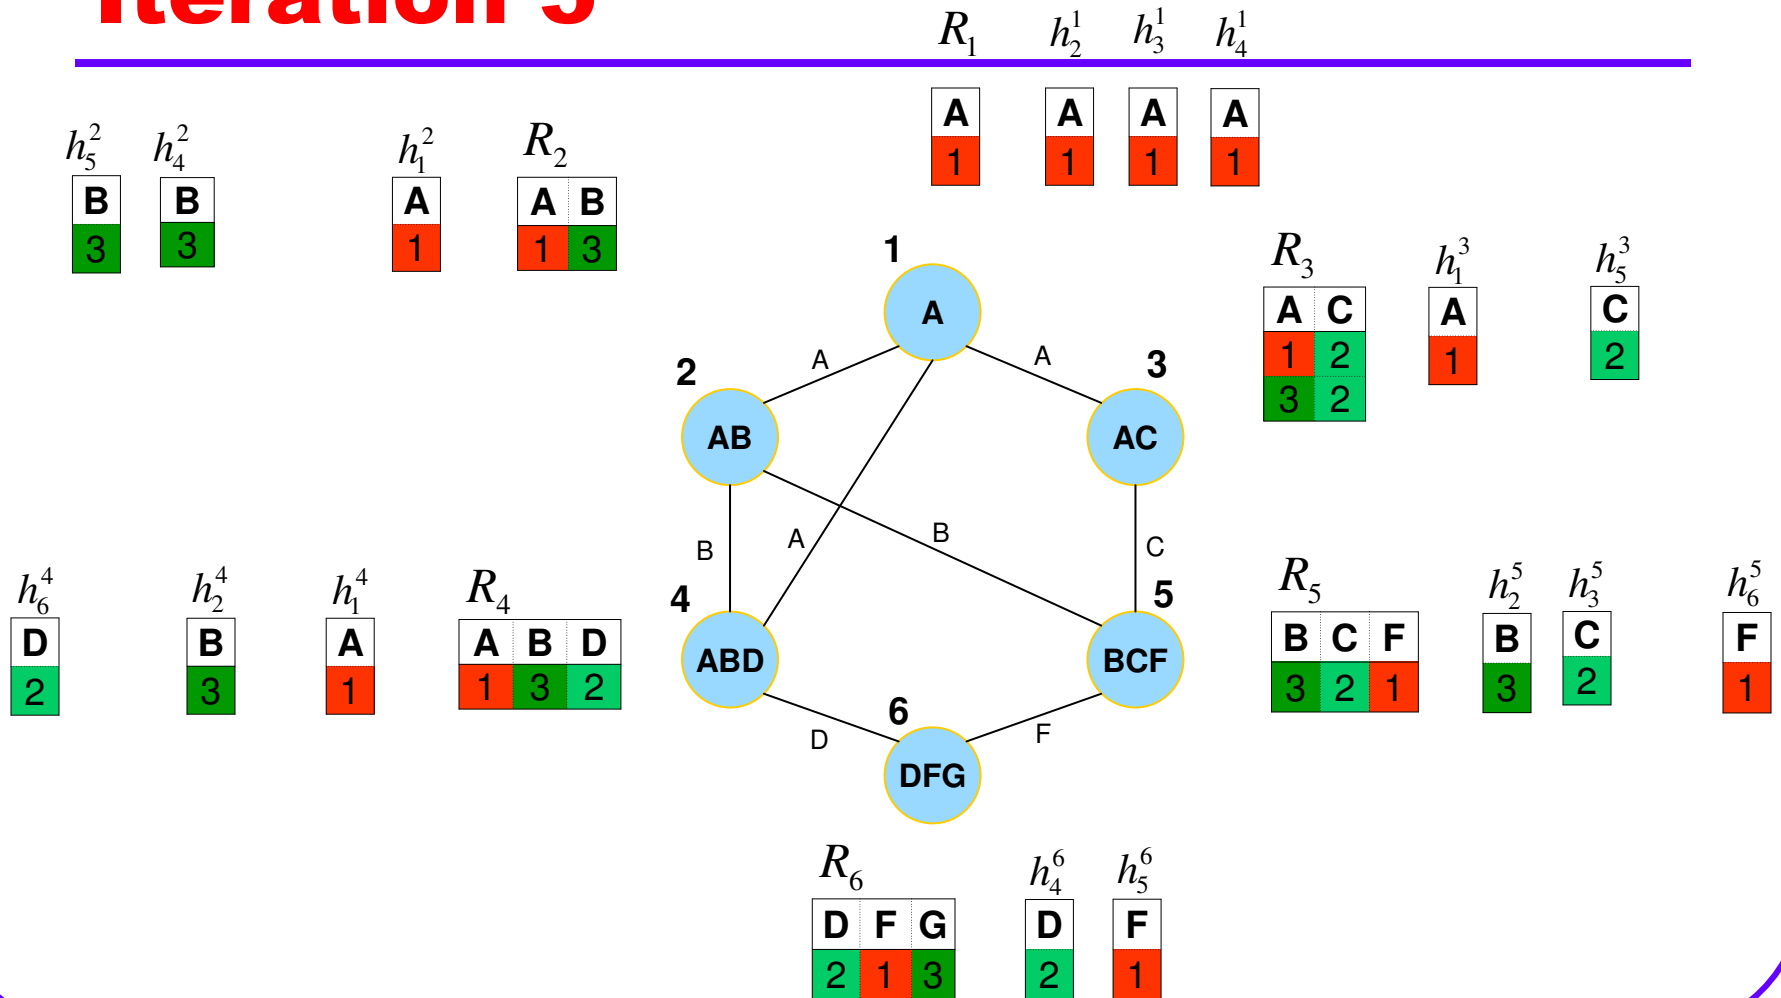 Iteration 5
R₁ h₂¹ h₃¹ h₄¹
A A A A
1 1 1 1
h₅² h₄² h₁² R₂
B B A A B
3 3 1 1 3
R₃ h₁³ h₅³
A C A C
1 2 1 2
3 2
1
A
A A
2 3
AB AC
B A B C
4 5
ABD BCF
D F
6
DFG
h₆⁴ h₂⁴ h₁⁴ R₄
D B A A B D
2 3 1 1 3 2
R₅ h₂⁵ h₃⁵ h₆⁵
B C F B C F
3 2 1 3 2 1
R₆ h₄⁶ h₅⁶
D F G D F
2 1 3 2 1